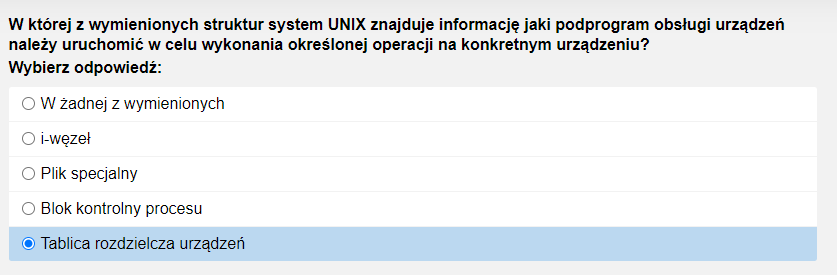 W której z wymienionych struktur system UNIX znajduje informację jaki podprogram obsługi urządzeń
należy uruchomić w celu wykonania określonej operacji na konkretnym urządzeniu?
Wybierz odpowiedź:
W żadnej z wymienionych
i-węzeł
Plik specjalny
Blok kontrolny procesu
Tablica rozdzielcza urządzeń